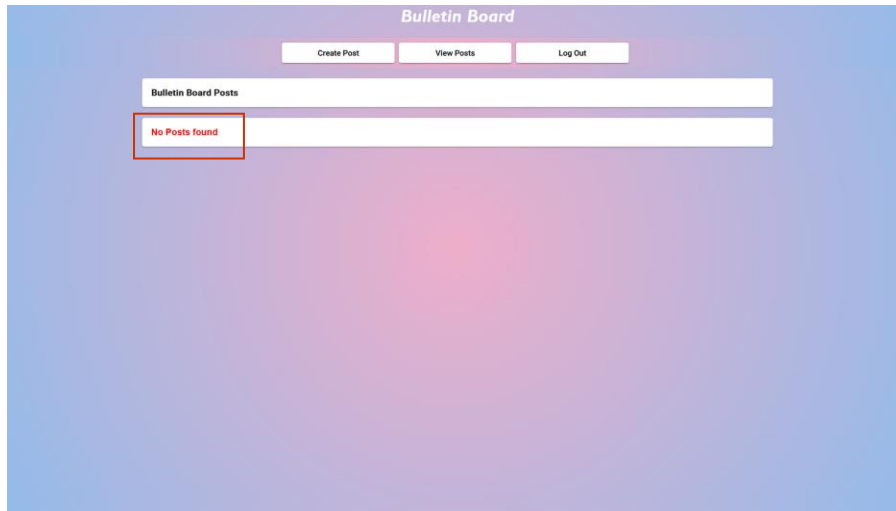 Bulletin Board
Create Post View Posts Log Out
Bulletin Board Posts
No Posts found